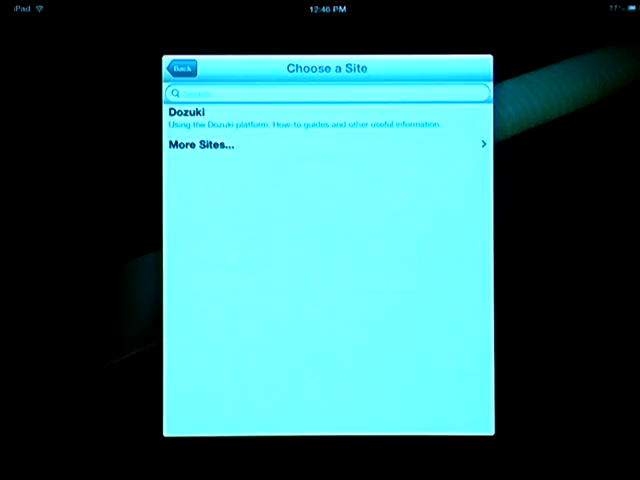 iPad
12:46 PM
77%
Back
Choose a Site
Search
Dozuki
Using the Dozuki platform. How-to guides and other useful information.
More Sites...